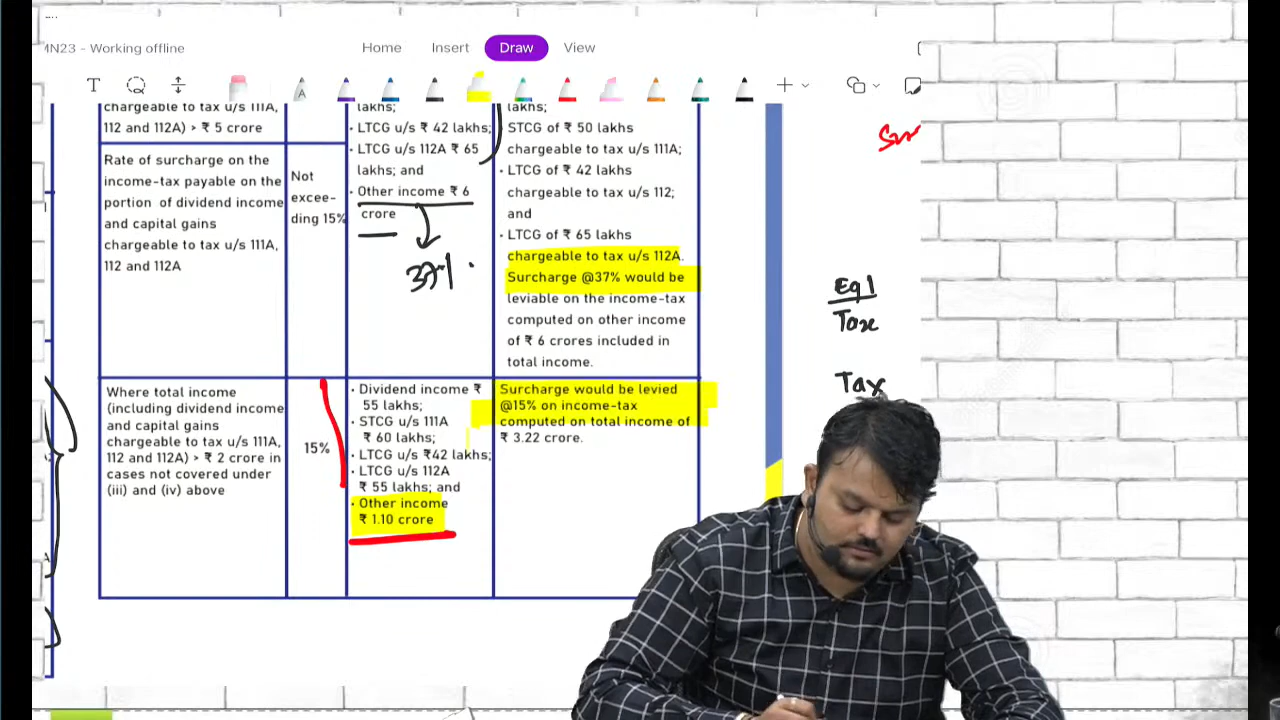 MN23 - Working offline
Home Insert Draw View
chargeable to tax u/s 111A,
112 and 112A) > ₹ 5 crore
Rate of surcharge on the
income-tax payable on the
portion of dividend income
and capital gains
chargeable to tax u/s 111A,
112 and 112A
Not
excee-
ding 15%
lakhs;
· LTCG u/s ₹ 42 lakhs;
· LTCG u/s 112A ₹ 65
lakhs; and
· Other income ₹ 6
crore
37%
lakhs;
STCG of ₹ 50 lakhs
chargeable to tax u/s 111A;
· LTCG of ₹ 42 lakhs
chargeable to tax u/s 112;
and
· LTCG of ₹ 65 lakhs
chargeable to tax u/s 112A.
Surcharge @37% would be
leviable on the income-tax
computed on other income
of ₹ 6 crores included in
total income.
Where total income
(including dividend income
and capital gains
chargeable to tax u/s 111A,
112 and 112A) > ₹ 2 crore in
cases not covered under
(iii) and (iv) above
15%
· Dividend income ₹
55 lakhs;
· STCG u/s 111A
₹ 60 lakhs;
· LTCG u/s ₹42 lakhs;
· LTCG u/s 112A
₹ 55 lakhs; and
· Other income
₹ 1.10 crore
Surcharge would be levied
@15% on income-tax
computed on total income of
₹ 3.22 crore.
Eg 1
Tax
Tax